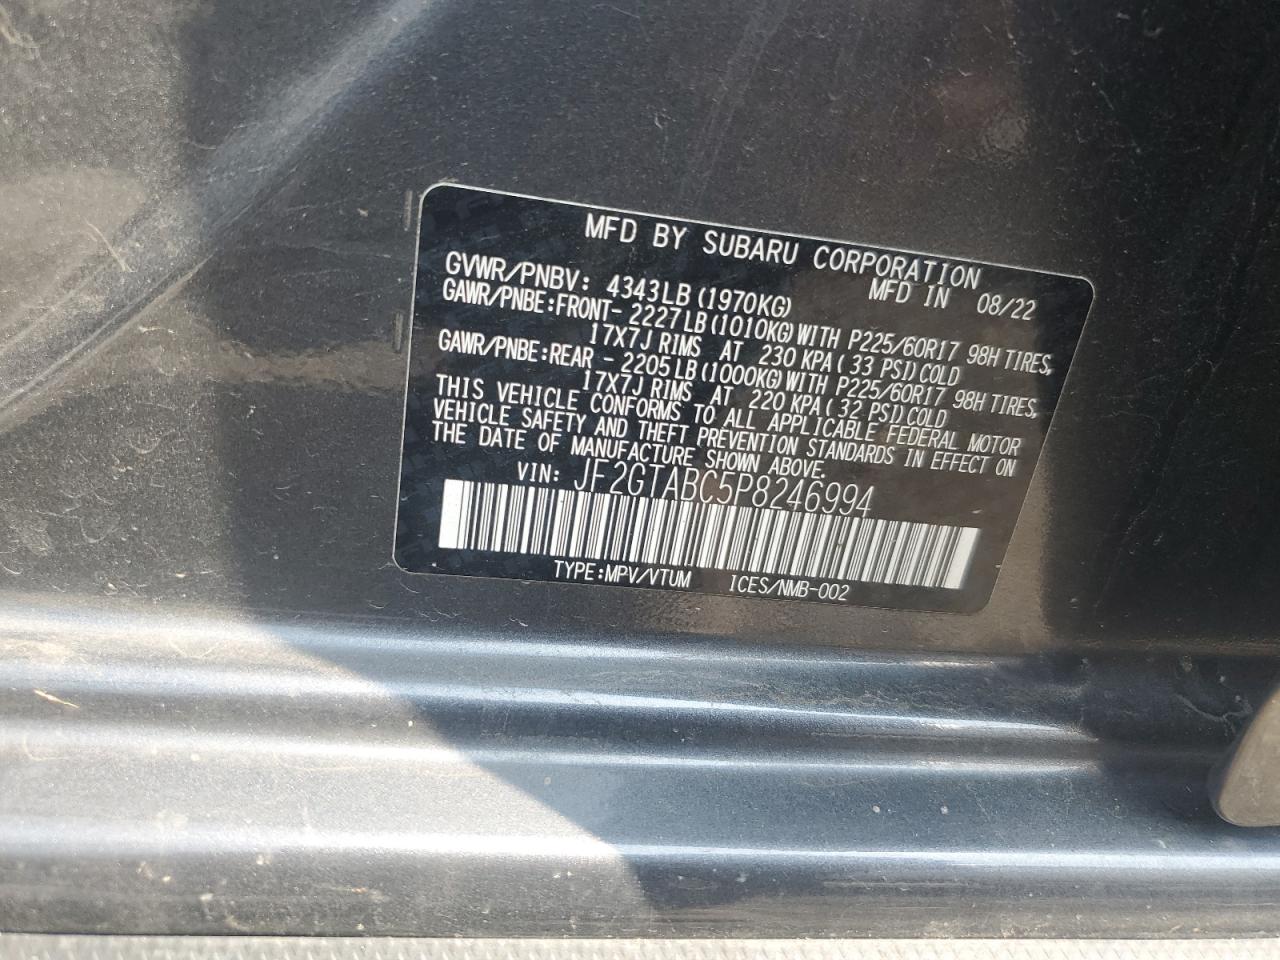 MFD BY SUBARU CORPORATION
GVWR/PNBV: 4343LB (1970KG) MFD IN 08/22
GAWR/PNBE:FRONT- 2227LB(1010KG)WITH P225/60R17 98H TIRES,
17X7J RIMS AT 230 KPA( 33 PSI)COLD
GAWR/PNBE:REAR - 2205LB(1000KG)WITH P225/60R17 98H TIRES,
17X7J RIMS AT 220 KPA( 32 PSI)COLD
THIS VEHICLE CONFORMS TO ALL APPLICABLE FEDERAL MOTOR
VEHICLE SAFETY AND THEFT PREVENTION STANDARDS IN EFFECT ON
THE DATE OF MANUFACTURE SHOWN ABOVE.
VIN: JF2GTABC5P8246994
TYPE:MPV/VTUM ICES/NMB-002